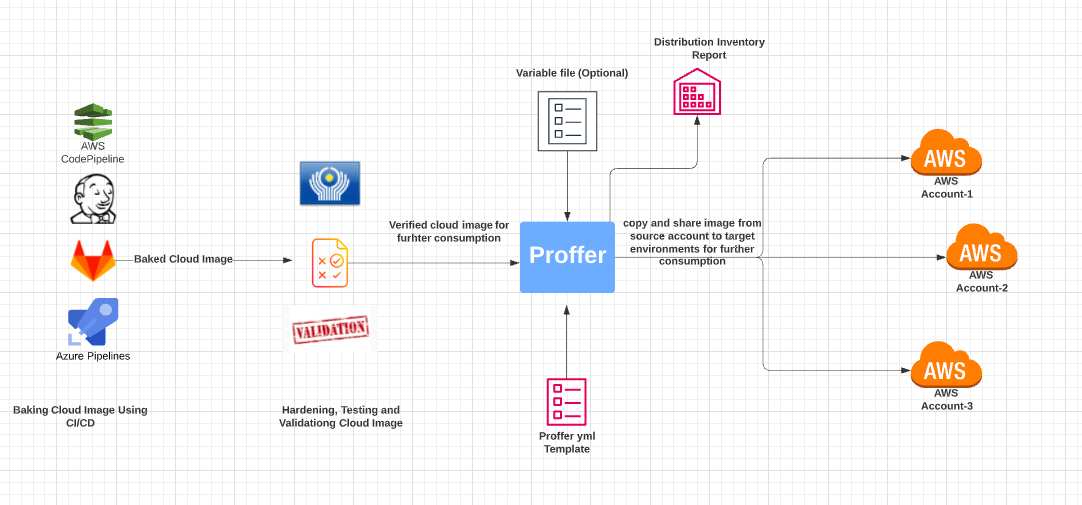 Distribution Inventory
Report
Variable file (Optional)
AWS
CodePipeline
Baked Cloud Image
Azure Pipelines
Baking Cloud Image Using
CI/CD
VALIDATION
Hardening, Testing and
Validationg Cloud Image
Verified cloud image for
furhter consumption
Proffer
copy and share image from
source account to target
environments for further
consumption
Proffer yml
Template
AWS
AWS
Account-1
AWS
AWS
Account-2
AWS
AWS
Account-3